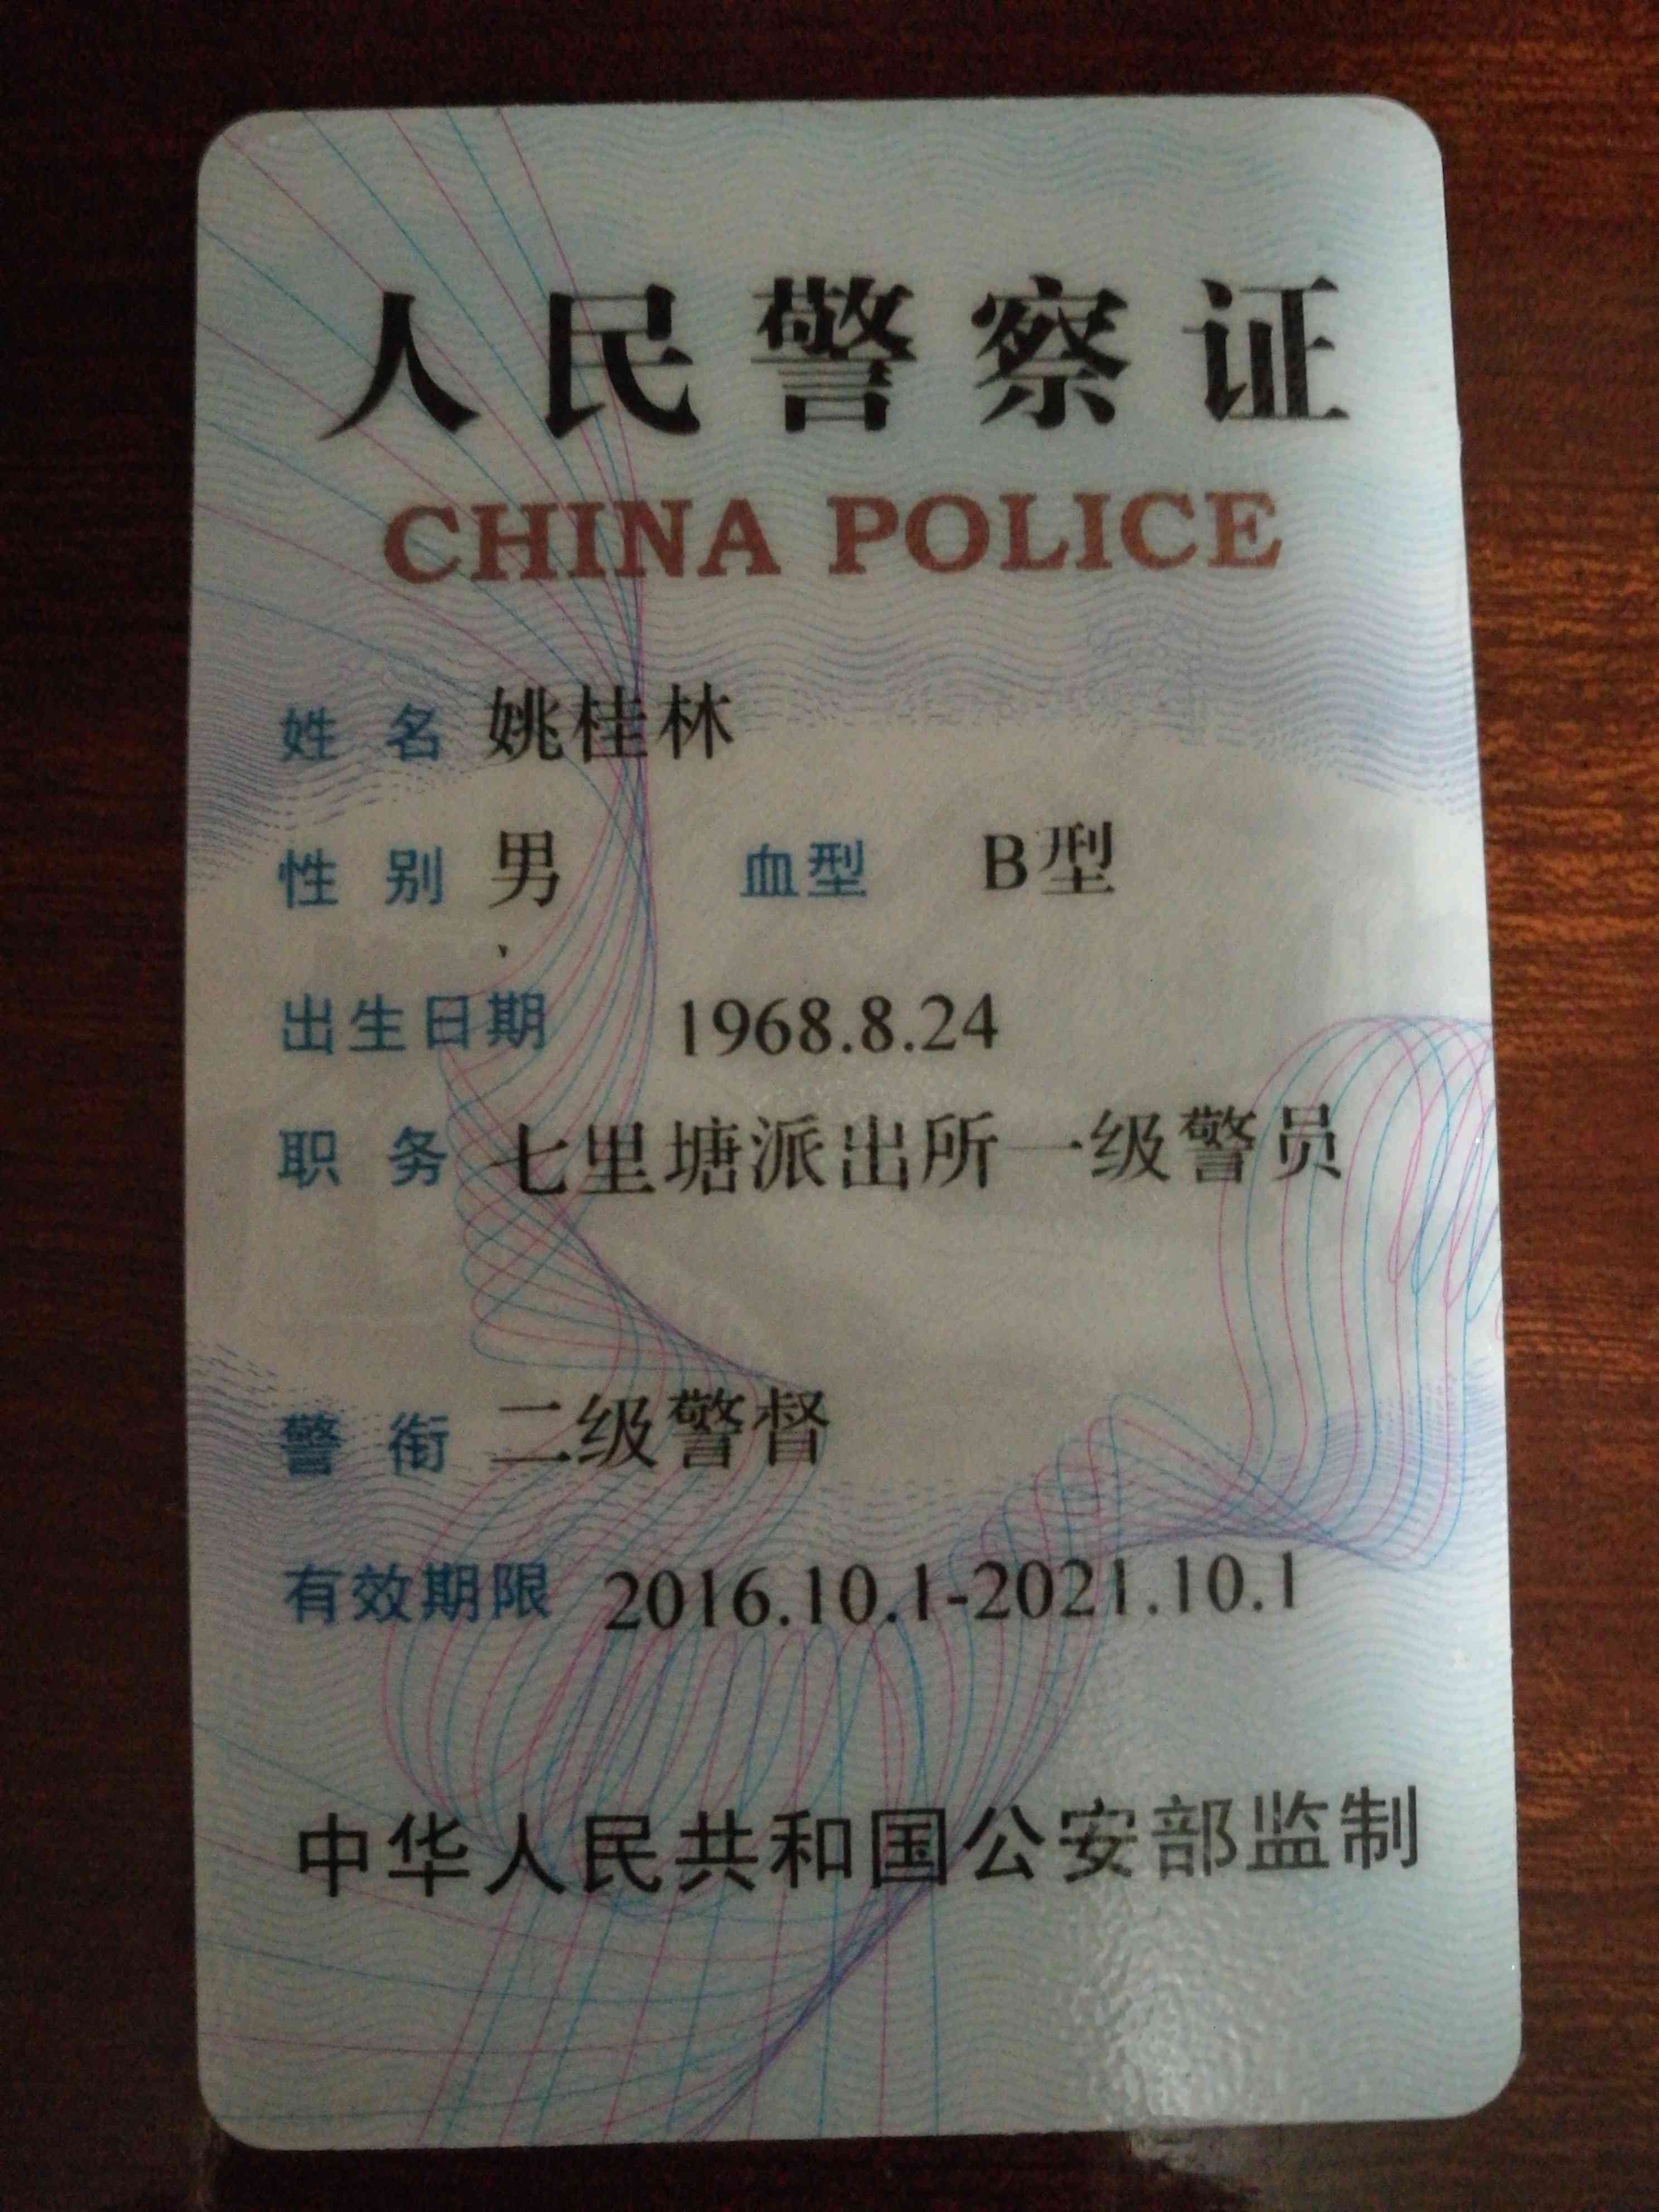 人民警察证
CHINA POLICE
姓 名 姚桂林
性 别 男 血型 B型
出生日期 1968.8.24
职 务 七里塘派出所一级警员
警 衔 二级警督
有效期限 2016.10.1-2021.10.1
中华人民共和国公安部监制